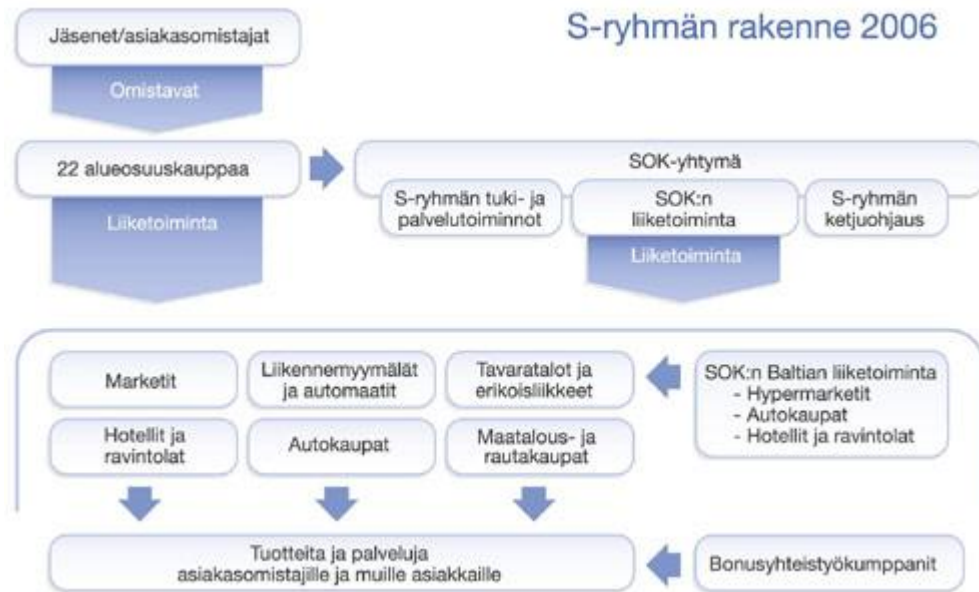 S-ryhmän rakenne 2006
Jäsenet/asiakasomistajat
Omistavat
22 alueosuuskauppaa
Liiketoiminta
SOK-yhtymä
S-ryhmän tuki- ja
palvelutoiminnot
SOK:n
liiketoiminta
S-ryhmän
ketjuohjaus
Liiketoiminta
Marketit
Liikennemyymälät
ja automaatit
Tavaratalot ja
erikoisliikkeet
SOK:n Baltian liiketoiminta
- Hypermarketit
- Autokaupat
- Hotellit ja ravintolat
Hotellit ja
ravintolat
Autokaupat
Maatalous- ja
rautakaupat
Tuotteita ja palveluja
asiakasomistajille ja muille asiakkaille
Bonusyhteistyökumppanit